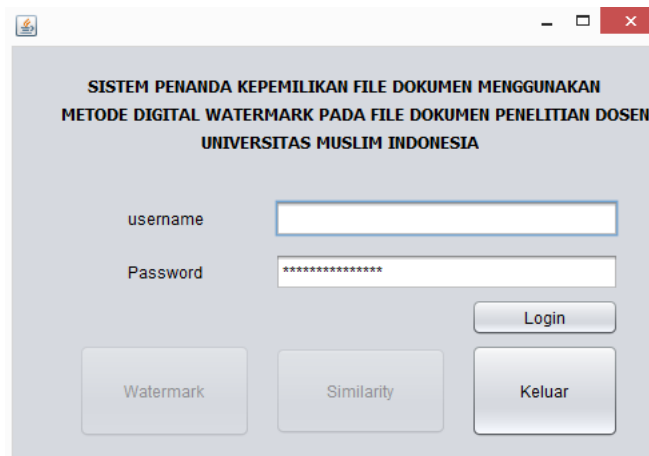 SISTEM PENANDA KEPEMILIKAN FILE DOKUMEN MENGGUNAKAN
METODE DIGITAL WATERMARK PADA FILE DOKUMEN PENELITIAN DOSEN
UNIVERSITAS MUSLIM INDONESIA
username
Password ***************
Login
Watermark Similarity Keluar